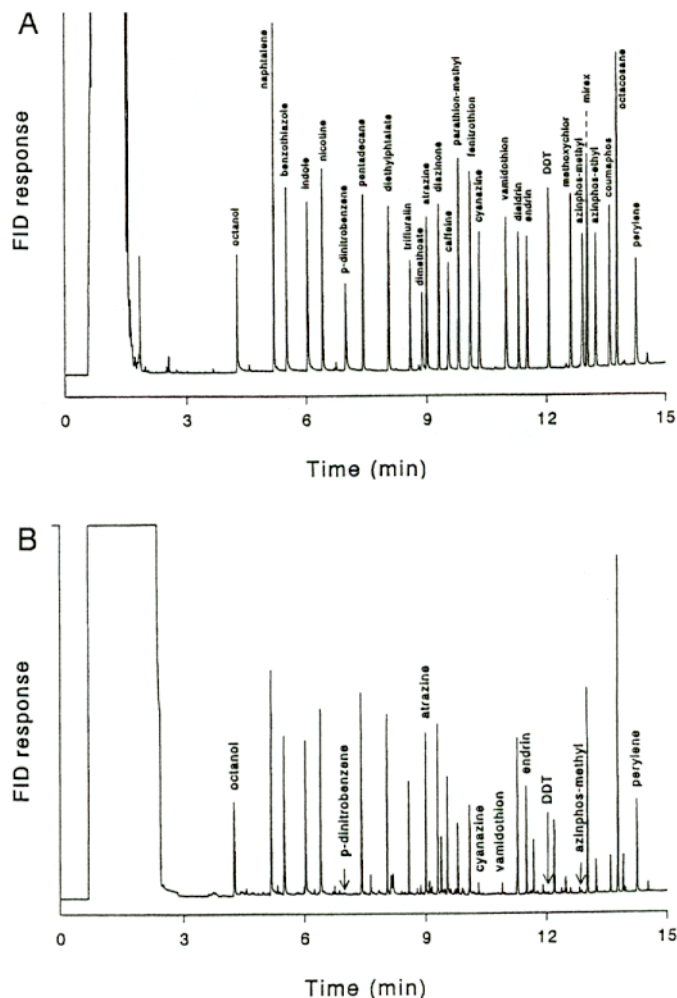 A
FID response
octanol
naphtalene
benzothiazole
indole
nicotine
p-dinitrobenzene
pentadecane
diethylphtalate
trifluralin
dimethoate
atrazine
diazinone
caffeine
parathion-methyl
fenitrothion
cyanazine
vamidothion
dieldrin
endrin
DDT
methoxychlor
azinphos-methyl
mirex
azinphos-ethyl
coumaphos
octacosane
perylene
0 3 6 9 12 15
Time (min)
B
FID response
octanol
p-dinitrobenzene
atrazine
cyanazine
vamidothion
endrin
DDT
azinphos-methyl
perylene
0 3 6 9 12 15
Time (min)